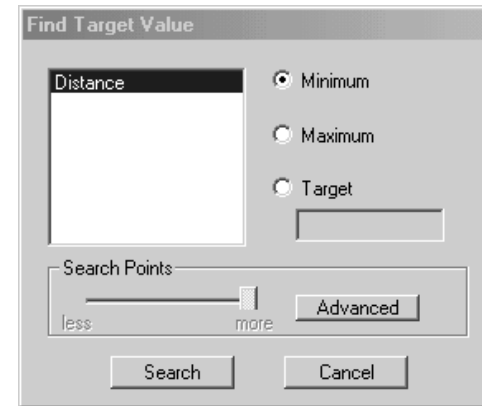 Find Target Value
Distance
Minimum
Maximum
Target
Search Points
less
more
Advanced
Search
Cancel